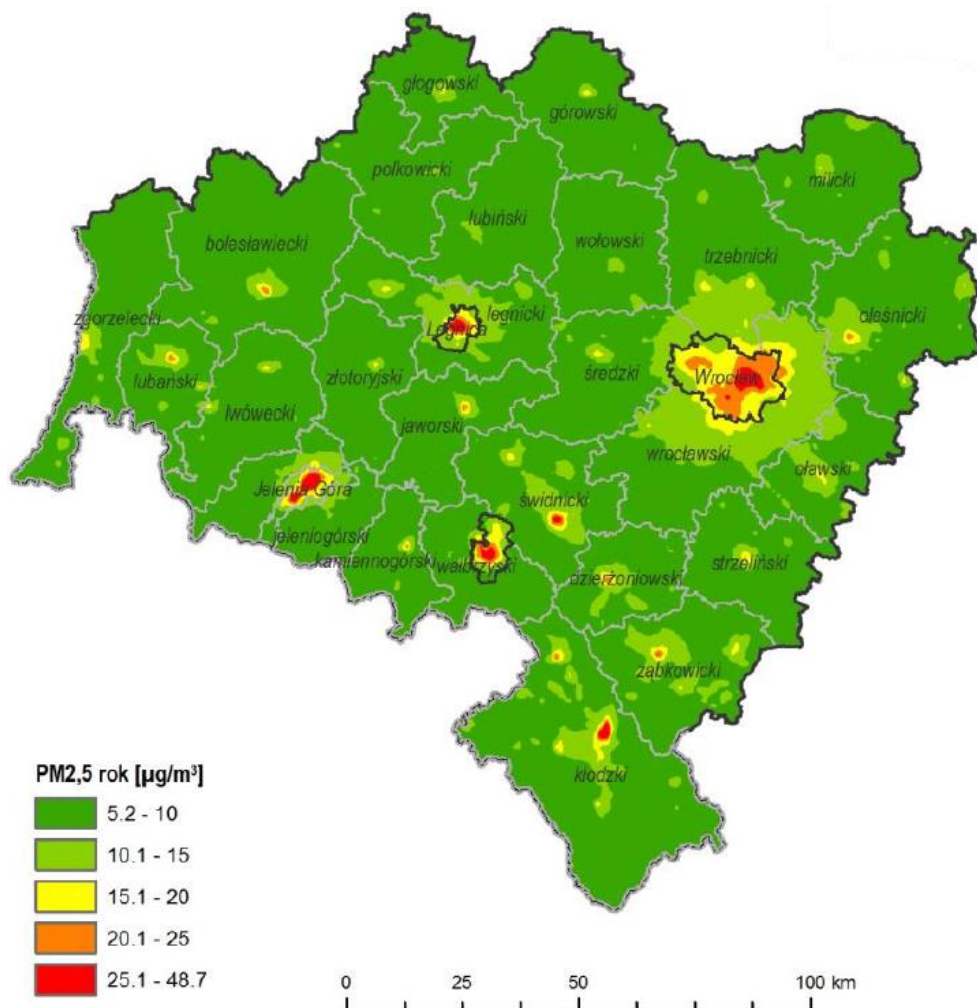 głogowski
górowski
polkowicki
milicki
lubiński
bolesławiecki
wołowski
trzebnicki
zgorzelecki
legnicki
Legnica
oleśnicki
lubański
złotoryjski
średzki
Wrocław
lwówecki
jaworski
wrocławski
oławski
Jelenia Góra
świdnicki
jeleniogórski
kamiennogórski
wałbrzyski
dzierżoniowski
strzeliński
ząbkowicki
kłodzki
PM2,5 rok [µg/m³]
5.2 - 10
10.1 - 15
15.1 - 20
20.1 - 25
25.1 - 48.7
0 25 50 100 km